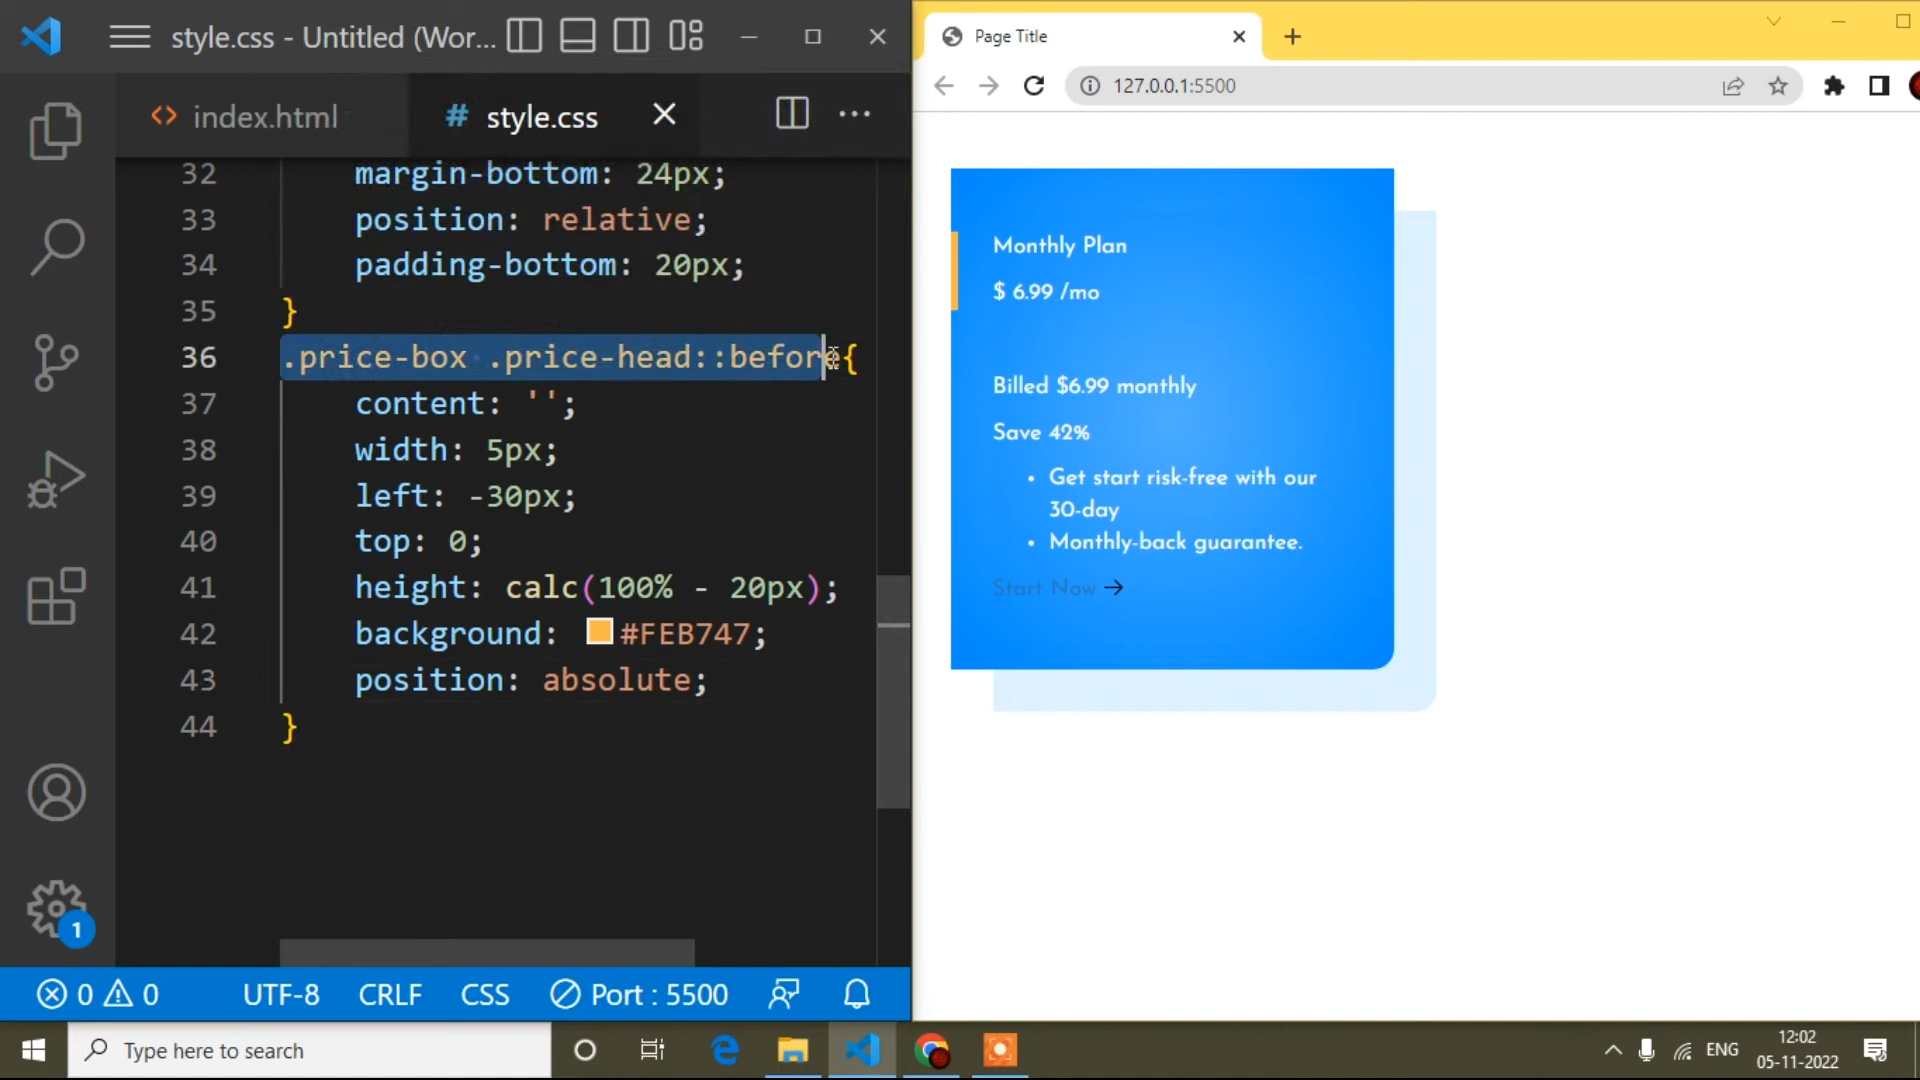 style.css - Untitled (Wor...
index.html
# style.css
32 margin-bottom: 24px;
33 position: relative;
34 padding-bottom: 20px;
35 }
36 .price-box .price-head::before{
37 content: '';
38 width: 5px;
39 left: -30px;
40 top: 0;
41 height: calc(100% - 20px);
42 background: #FEB747;
43 position: absolute;
44 }
1
0 0 UTF-8 CRLF CSS Port : 5500
Page Title
127.0.0.1:5500
Monthly Plan
$ 6.99 /mo
Billed $6.99 monthly
Save 42%
• Get start risk-free with our
30-day
• Monthly-back guarantee.
Start Now →
Type here to search
ENG
12:02
05-11-2022